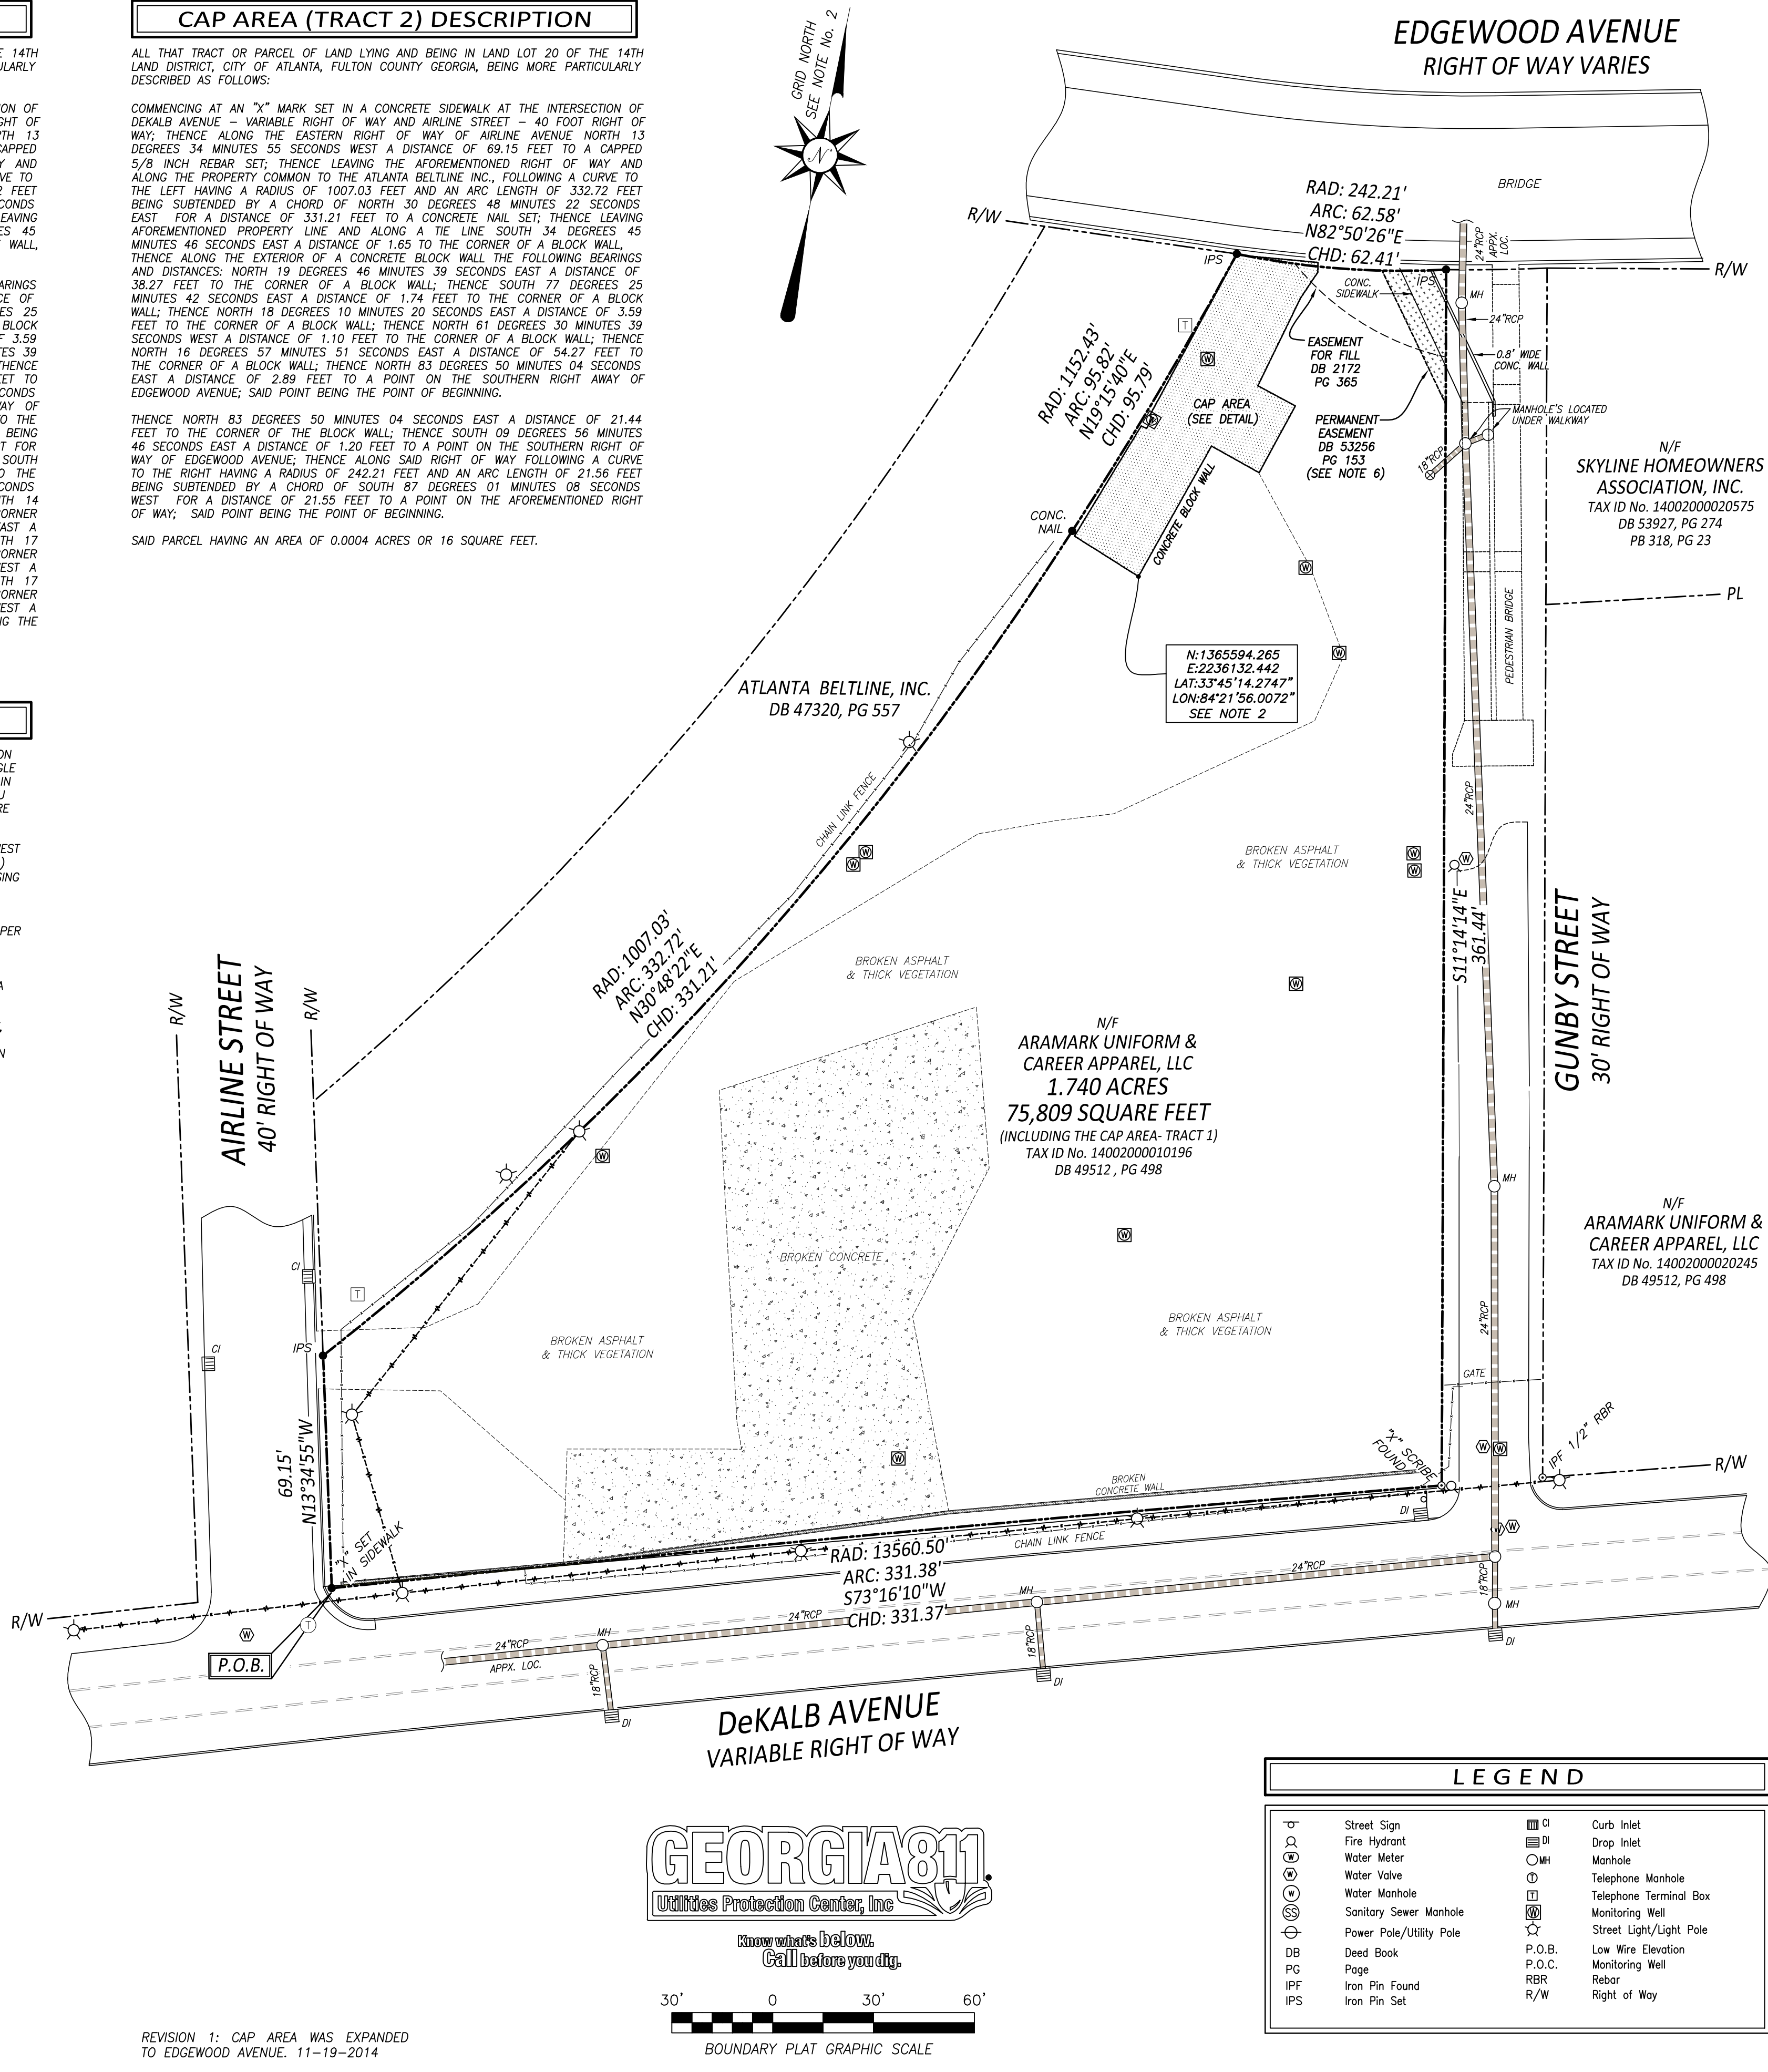 CAP AREA (TRACT 2) DESCRIPTION
ALL THAT TRACT OR PARCEL OF LAND LYING AND BEING IN LAND LOT 20 OF THE 14TH
LAND DISTRICT, CITY OF ATLANTA, FULTON COUNTY GEORGIA, BEING MORE PARTICULARLY
DESCRIBED AS FOLLOWS:
COMMENCING AT AN "X" MARK SET IN A CONCRETE SIDEWALK AT THE INTERSECTION OF
DEKALB AVENUE – VARIABLE RIGHT OF WAY AND AIRLINE STREET – 40 FOOT RIGHT OF
WAY; THENCE ALONG THE EASTERN RIGHT OF WAY OF AIRLINE AVENUE NORTH 13
DEGREES 34 MINUTES 55 SECONDS WEST A DISTANCE OF 69.15 FEET TO A CAPPED
5/8 INCH REBAR SET; THENCE LEAVING THE AFOREMENTIONED RIGHT OF WAY AND
ALONG THE PROPERTY COMMON TO THE ATLANTA BELTLINE INC., FOLLOWING A CURVE TO
THE LEFT HAVING A RADIUS OF 1007.03 FEET AND AN ARC LENGTH OF 332.72 FEET
BEING SUBTENDED BY A CHORD OF NORTH 30 DEGREES 48 MINUTES 22 SECONDS
EAST FOR A DISTANCE OF 331.21 FEET TO A CONCRETE NAIL SET; THENCE LEAVING
AFOREMENTIONED PROPERTY LINE AND ALONG A TIE LINE SOUTH 34 DEGREES 45
MINUTES 46 SECONDS EAST A DISTANCE OF 1.65 TO THE CORNER OF A BLOCK WALL,
THENCE ALONG THE EXTERIOR OF A CONCRETE BLOCK WALL THE FOLLOWING BEARINGS
AND DISTANCES: NORTH 19 DEGREES 46 MINUTES 39 SECONDS EAST A DISTANCE OF
38.27 FEET TO THE CORNER OF A BLOCK WALL; THENCE SOUTH 77 DEGREES 25
MINUTES 42 SECONDS EAST A DISTANCE OF 1.74 FEET TO THE CORNER OF A BLOCK
WALL; THENCE NORTH 18 DEGREES 10 MINUTES 20 SECONDS EAST A DISTANCE OF 3.59
FEET TO THE CORNER OF A BLOCK WALL; THENCE NORTH 61 DEGREES 30 MINUTES 39
SECONDS WEST A DISTANCE OF 1.10 FEET TO THE CORNER OF A BLOCK WALL; THENCE
NORTH 16 DEGREES 57 MINUTES 51 SECONDS EAST A DISTANCE OF 54.27 FEET TO
THE CORNER OF A BLOCK WALL; THENCE NORTH 83 DEGREES 50 MINUTES 04 SECONDS
EAST A DISTANCE OF 2.89 FEET TO A POINT ON THE SOUTHERN RIGHT AWAY OF
EDGEWOOD AVENUE; SAID POINT BEING THE POINT OF BEGINNING.
THENCE NORTH 83 DEGREES 50 MINUTES 04 SECONDS EAST A DISTANCE OF 21.44
FEET TO THE CORNER OF THE BLOCK WALL; THENCE SOUTH 09 DEGREES 56 MINUTES
46 SECONDS EAST A DISTANCE OF 1.20 FEET TO A POINT ON THE SOUTHERN RIGHT OF
WAY OF EDGEWOOD AVENUE; THENCE ALONG SAID RIGHT OF WAY FOLLOWING A CURVE
TO THE RIGHT HAVING A RADIUS OF 242.21 FEET AND AN ARC LENGTH OF 21.56 FEET
BEING SUBTENDED BY A CHORD OF SOUTH 87 DEGREES 01 MINUTES 08 SECONDS
WEST FOR A DISTANCE OF 21.55 FEET TO A POINT ON THE AFOREMENTIONED RIGHT
OF WAY; SAID POINT BEING THE POINT OF BEGINNING.
SAID PARCEL HAVING AN AREA OF 0.0004 ACRES OR 16 SQUARE FEET.
GRID NORTH
SEE NOTE No. 2
N
EDGEWOOD AVENUE
RIGHT OF WAY VARIES
BRIDGE
RAD: 242.21'
ARC: 62.58'
N82°50'26"E
CHD: 62.41'
R/W
R/W
IPS
IPS
24"RCP
APPX.
LOC.
CONC.
SIDEWALK
MH
24"RCP
0.8' WIDE
CONC. WALL
EASEMENT
FOR FILL
DB 2172
PG 365
PERMANENT
EASEMENT
DB 53256
PG 153
(SEE NOTE 6)
MANHOLE'S LOCATED
UNDER WALKWAY
18"RCP
RAD: 1152.43'
ARC: 95.82'
N19°15'40"E
CHD: 95.79'
CAP AREA
(SEE DETAIL)
CONCRETE BLOCK WALL
CONC.
NAIL
N/F
SKYLINE HOMEOWNERS
ASSOCIATION, INC.
TAX ID No. 14002000020575
DB 53927, PG 274
PB 318, PG 23
PL
PEDESTRIAN BRIDGE
N:1365594.265
E:2236132.442
LAT:33°45'14.2747"
LON:84°21'56.0072"
SEE NOTE 2
ATLANTA BELTLINE, INC.
DB 47320, PG 557
CHAIN LINK FENCE
24"RCP
BROKEN ASPHALT
& THICK VEGETATION
S11°14'14"E
361.44'
GUNBY STREET
30' RIGHT OF WAY
RAD: 1007.03'
ARC: 332.72'
N30°48'22"E
CHD: 331.21'
BROKEN ASPHALT
& THICK VEGETATION
AIRLINE STREET
40' RIGHT OF WAY
R/W
R/W
N/F
ARAMARK UNIFORM &
CAREER APPAREL, LLC
1.740 ACRES
75,809 SQUARE FEET
(INCLUDING THE CAP AREA- TRACT 1)
TAX ID No. 14002000010196
DB 49512 , PG 498
MH
N/F
ARAMARK UNIFORM &
CAREER APPAREL, LLC
TAX ID No. 14002000020245
DB 49512, PG 498
BROKEN CONCRETE
CI
CI
T
IPS
BROKEN ASPHALT
& THICK VEGETATION
BROKEN ASPHALT
& THICK VEGETATION
24"RCP
GATE
69.15'
N13°34'55"W
"X" SET
IN SIDEWALK
"X" SCRIBE
FOUND
IPF 1/2" RBR
R/W
BROKEN
CONCRETE WALL
DI
CHAIN LINK FENCE
RAD: 13560.50'
ARC: 331.38'
S73°16'10"W
CHD: 331.37'
R/W
P.O.B.
24"RCP
APPX. LOC.
MH
24"RCP
MH
24"RCP
18"RCP
MH
18"RCP
18"RCP
DI
DI
DI
DeKALB AVENUE
VARIABLE RIGHT OF WAY
GEORGIA811
Utilities Protection Center, Inc
Know what's below.
Call before you dig.
30' 0 30' 60'
BOUNDARY PLAT GRAPHIC SCALE
REVISION 1: CAP AREA WAS EXPANDED
TO EDGEWOOD AVENUE. 11-19-2014
LEGEND
Street Sign
Fire Hydrant
W Water Meter
W Water Valve
W Water Manhole
SS Sanitary Sewer Manhole
Power Pole/Utility Pole
DB Deed Book
PG Page
IPF Iron Pin Found
IPS Iron Pin Set
CI Curb Inlet
DI Drop Inlet
MH Manhole
T Telephone Manhole
T Telephone Terminal Box
W Monitoring Well
Street Light/Light Pole
P.O.B. Low Wire Elevation
P.O.C. Monitoring Well
RBR Rebar
R/W Right of Way